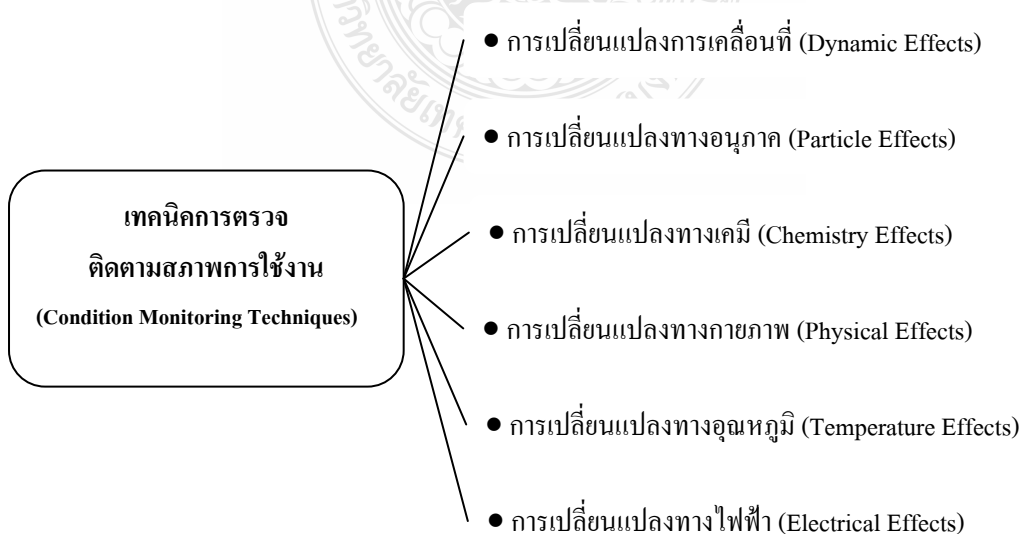 เทคนิคการตรวจ
ติดตามสภาพการใช้งาน
(Condition Monitoring Techniques)
● การเปลี่ยนแปลงการเคลื่อนที่ (Dynamic Effects)
● การเปลี่ยนแปลงทางอนุภาค (Particle Effects)
● การเปลี่ยนแปลงทางเคมี (Chemistry Effects)
● การเปลี่ยนแปลงทางกายภาพ (Physical Effects)
● การเปลี่ยนแปลงทางอุณหภูมิ (Temperature Effects)
● การเปลี่ยนแปลงทางไฟฟ้า (Electrical Effects)